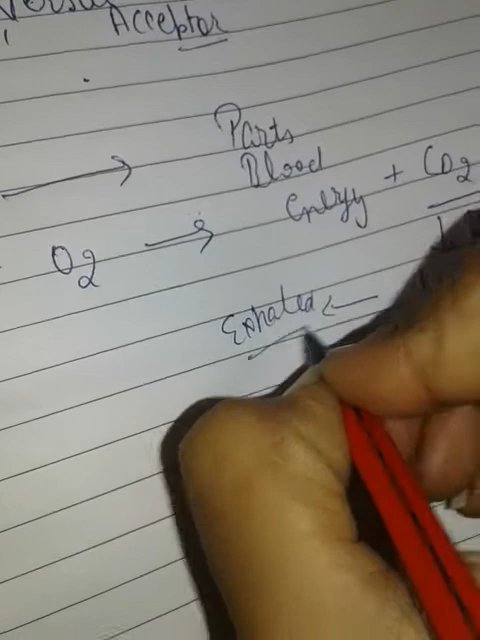 Acceptor
→ Parts
Blood
O2 → Energy + CO2
Exhaled ←